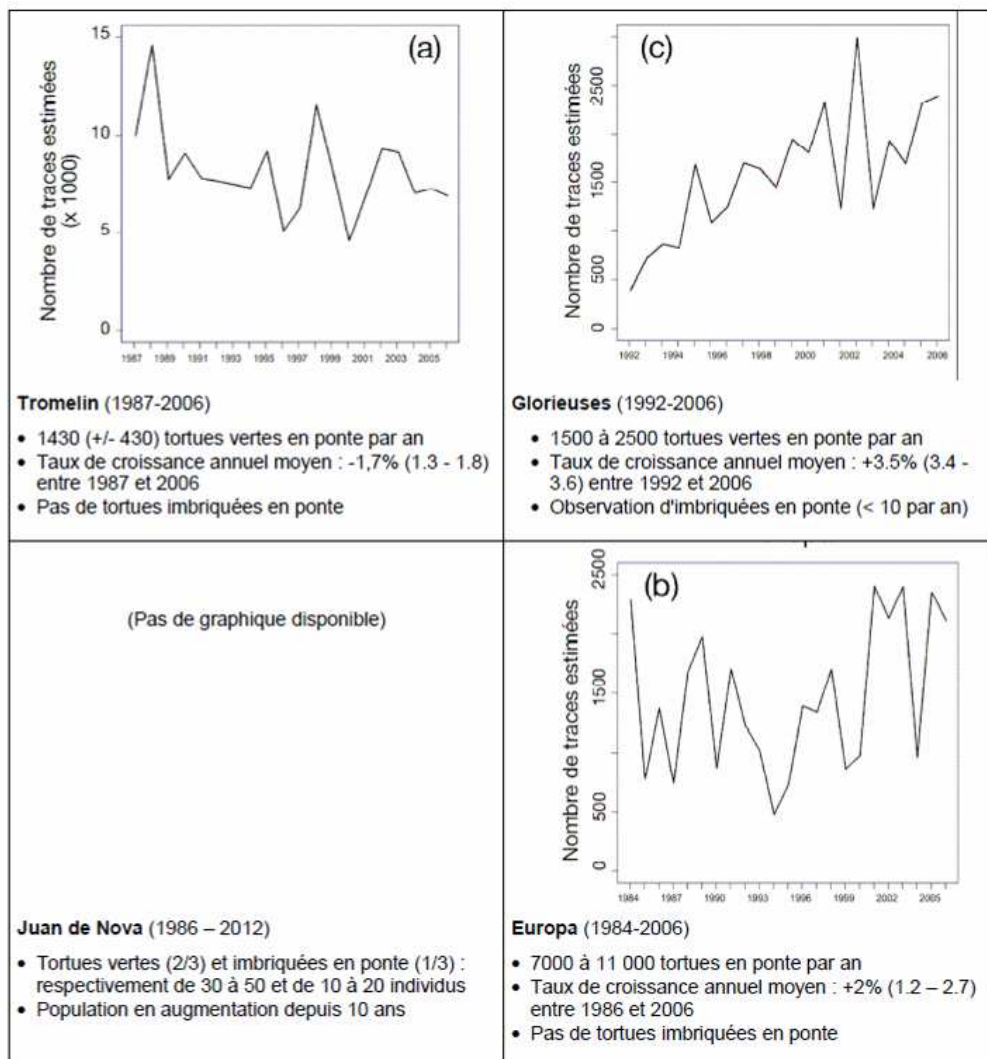 (a)
Nombre de traces estimées
(x 1000)
15
10
5
0
1987 1989 1991 1993 1995 1997 1999 2001 2003 2005
Tromelin (1987-2006)
• 1430 (+/- 430) tortues vertes en ponte par an
• Taux de croissance annuel moyen : -1,7% (1.3 - 1.8)
entre 1987 et 2006
• Pas de tortues imbriquées en ponte
(c)
Nombre de traces estimées
2500
1500
500
0
1992 1994 1996 1998 2000 2002 2004 2006
Glorieuses (1992-2006)
• 1500 à 2500 tortues vertes en ponte par an
• Taux de croissance annuel moyen : +3.5% (3.4 -
3.6) entre 1992 et 2006
• Observation d'imbriquées en ponte (< 10 par an)
(Pas de graphique disponible)
Juan de Nova (1986 – 2012)
• Tortues vertes (2/3) et imbriquées en ponte (1/3) :
respectivement de 30 à 50 et de 10 à 20 individus
• Population en augmentation depuis 10 ans
(b)
Nombre de traces estimées
2500
1500
500
0
1984 1987 1990 1993 1996 1999 2002 2005
Europa (1984-2006)
• 7000 à 11 000 tortues en ponte par an
• Taux de croissance annuel moyen : +2% (1.2 – 2.7)
entre 1986 et 2006
• Pas de tortues imbriquées en ponte